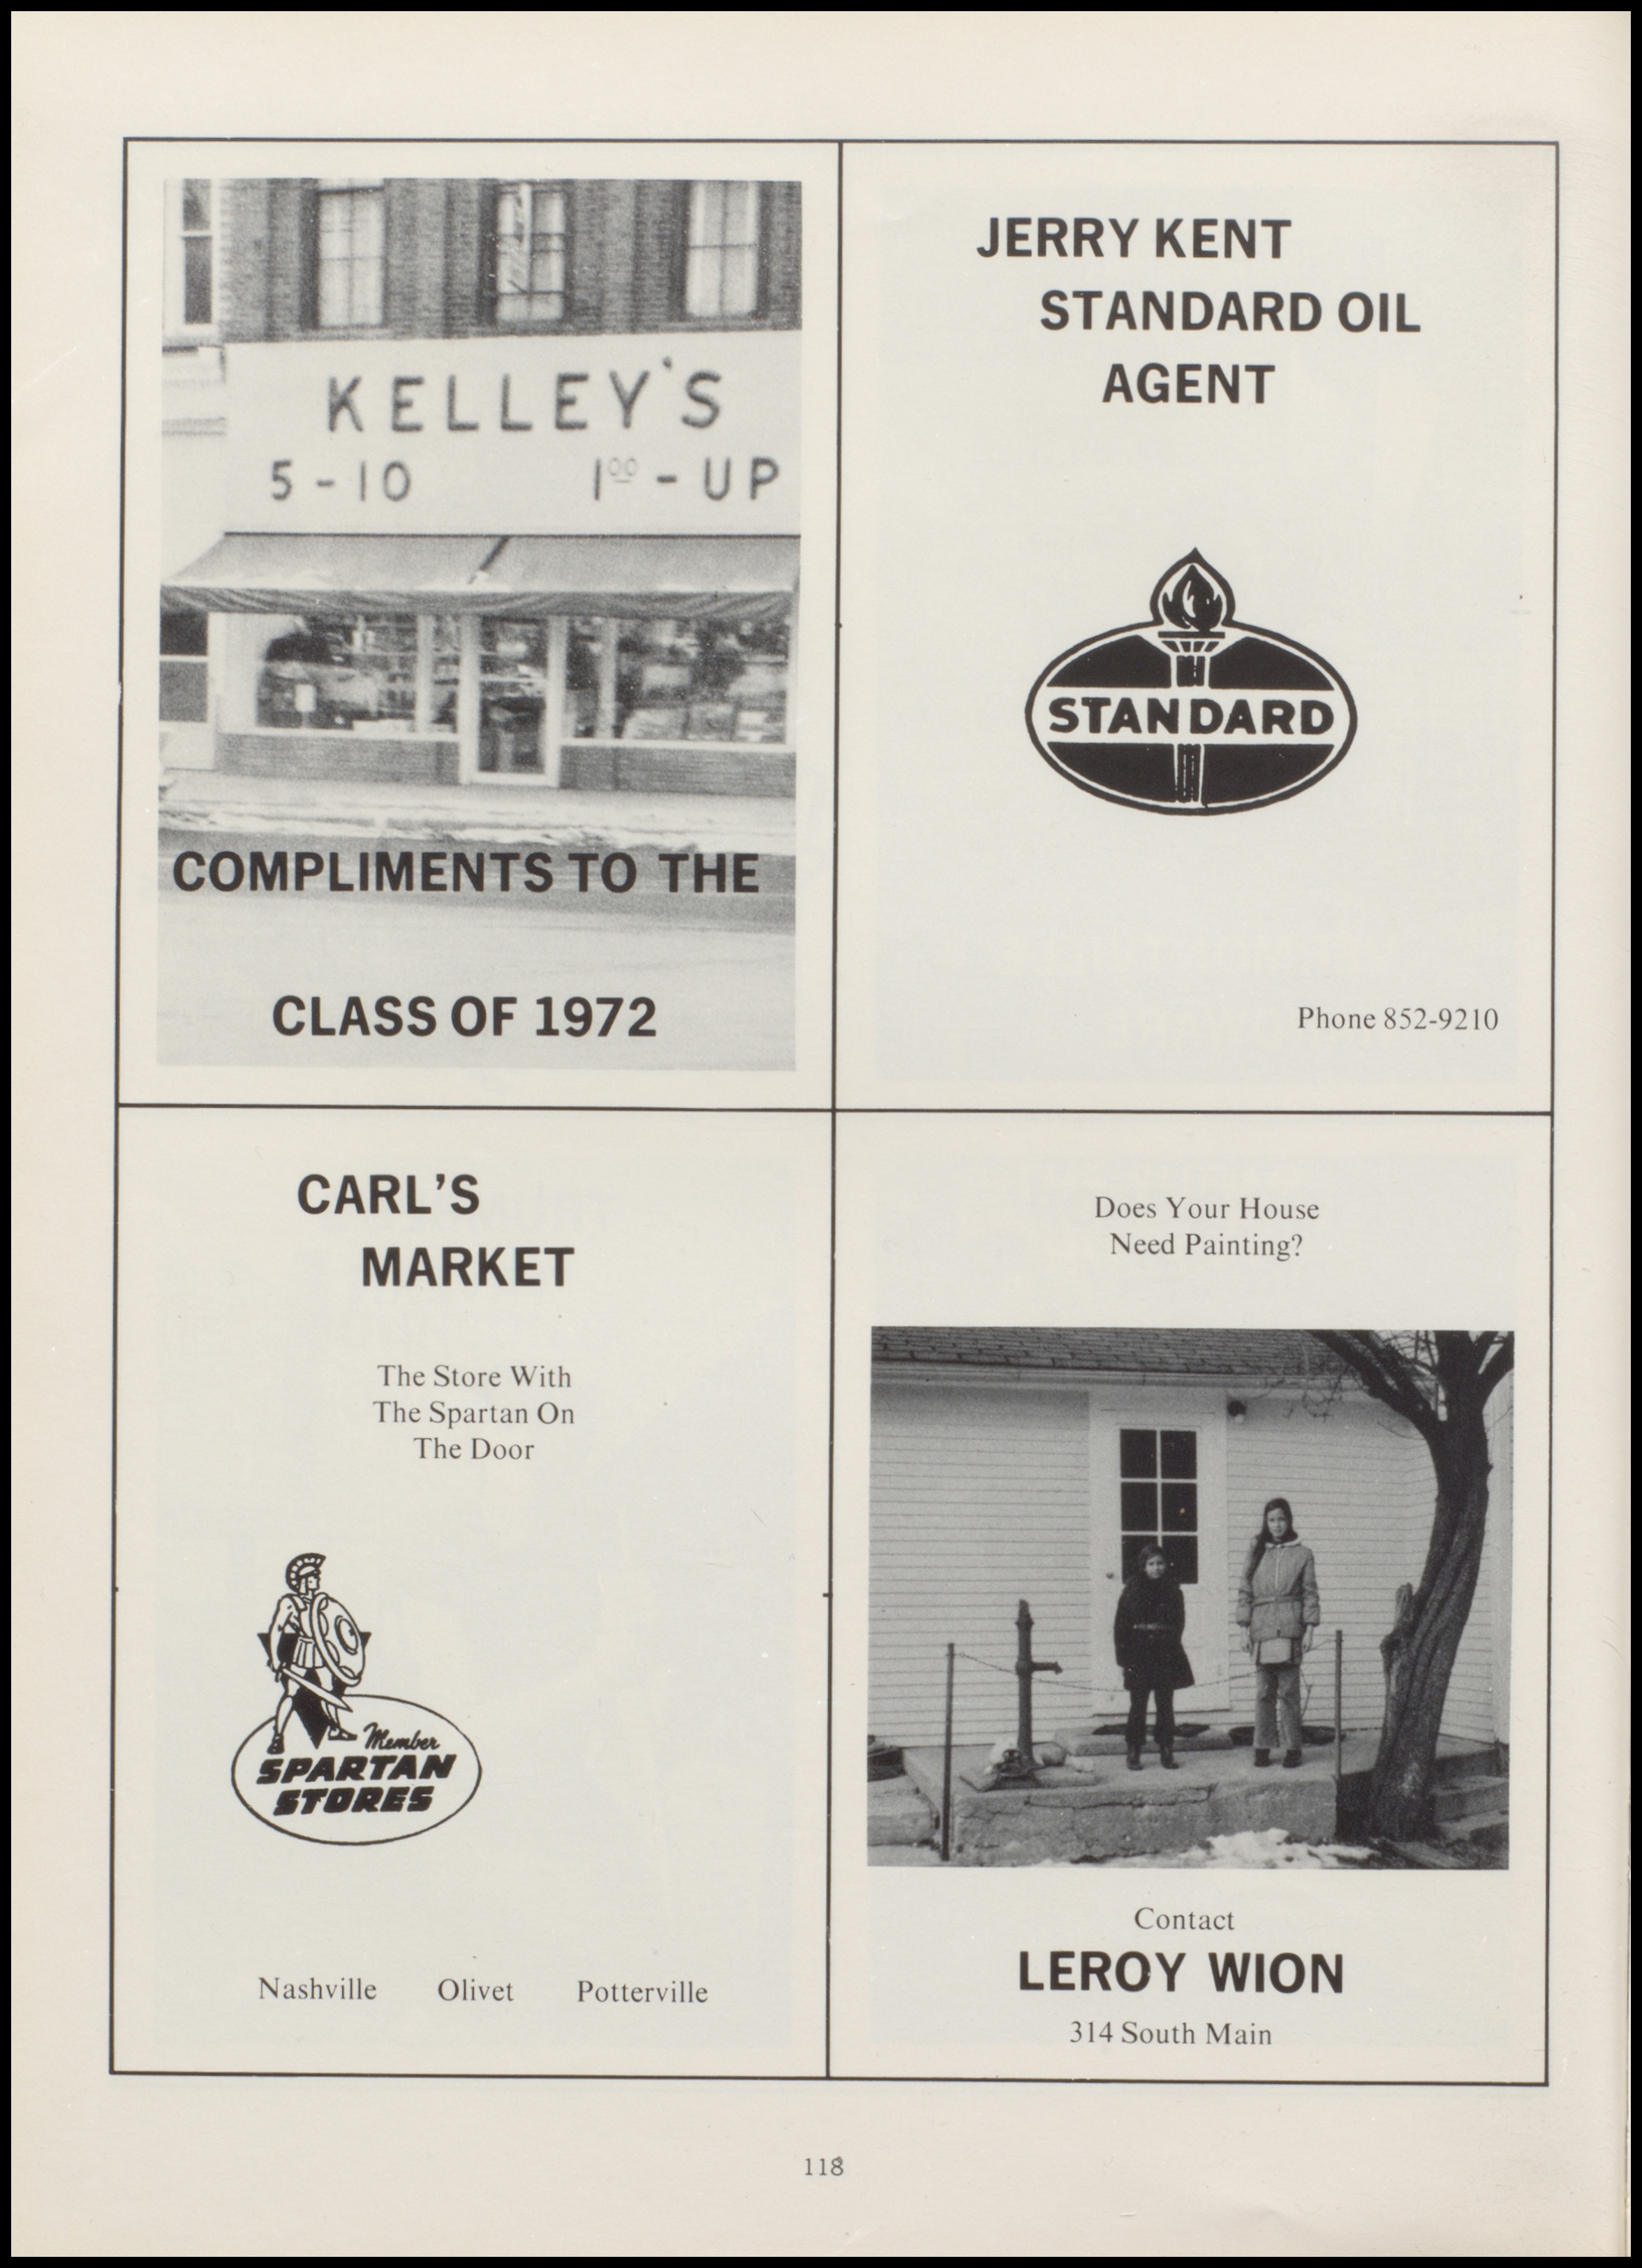 KELLEY'S
5-10 1⁰⁰-UP
COMPLIMENTS TO THE
CLASS OF 1972
JERRY KENT
STANDARD OIL
AGENT
STANDARD
Phone 852-9210
CARL'S
MARKET
The Store With
The Spartan On
The Door
Member
SPARTAN
STORES
Nashville Olivet Potterville
Does Your House
Need Painting?
Contact
LEROY WION
314 South Main
118